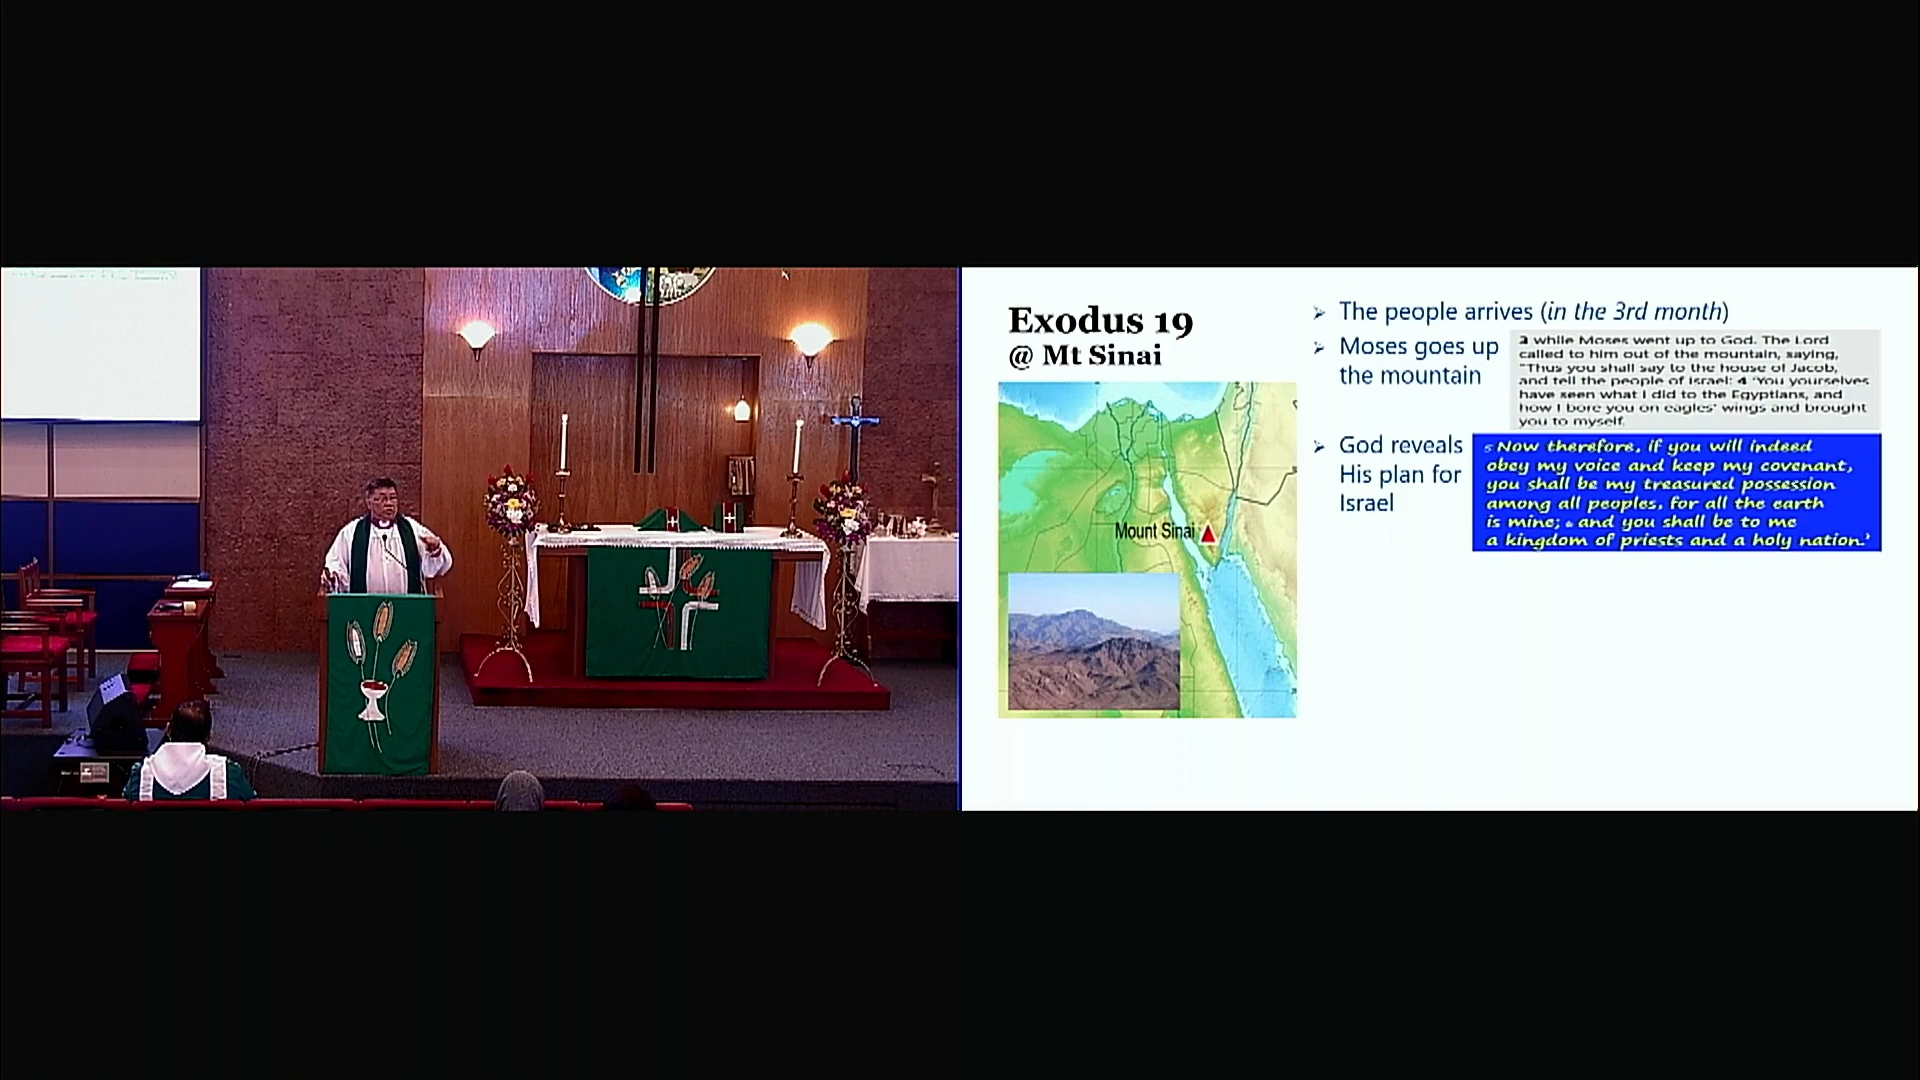 Exodus 19
@ Mt Sinai
Mount Sinai
➢ The people arrives (in the 3rd month)
➢ Moses goes up
the mountain
3 while Moses went up to God. The Lord
called to him out of the mountain, saying,
"Thus you shall say to the house of Jacob,
and tell the people of Israel: 4 'You yourselves
have seen what I did to the Egyptians, and
how I bore you on eagles' wings and brought
you to myself.
➢ God reveals
His plan for
Israel
5 Now therefore, if you will indeed
obey my voice and keep my covenant,
you shall be my treasured possession
among all peoples, for all the earth
is mine; 6 and you shall be to me
a kingdom of priests and a holy nation.'